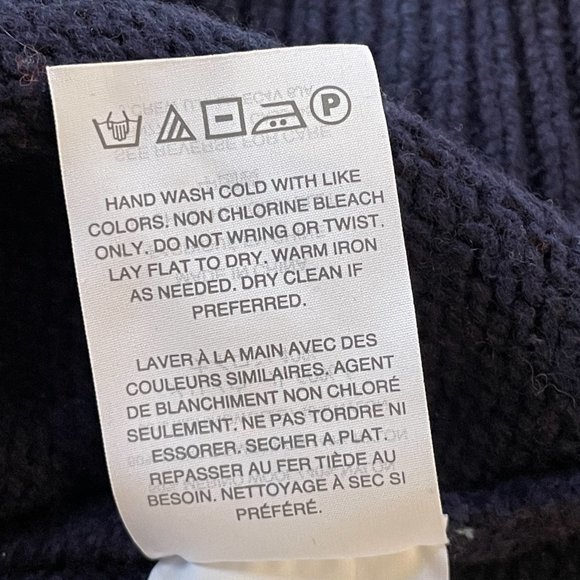 P
HAND WASH COLD WITH LIKE
COLORS. NON CHLORINE BLEACH
ONLY. DO NOT WRING OR TWIST.
LAY FLAT TO DRY. WARM IRON
AS NEEDED. DRY CLEAN IF
PREFERRED.
LAVER À LA MAIN AVEC DES
COULEURS SIMILAIRES. AGENT
DE BLANCHIMENT NON CHLORÉ
SEULEMENT. NE PAS TORDRE NI
ESSORER. SECHER A PLAT.
REPASSER AU FER TIÈDE AU
BESOIN. NETTOYAGE À SEC SI
PRÉFÉRÉ.